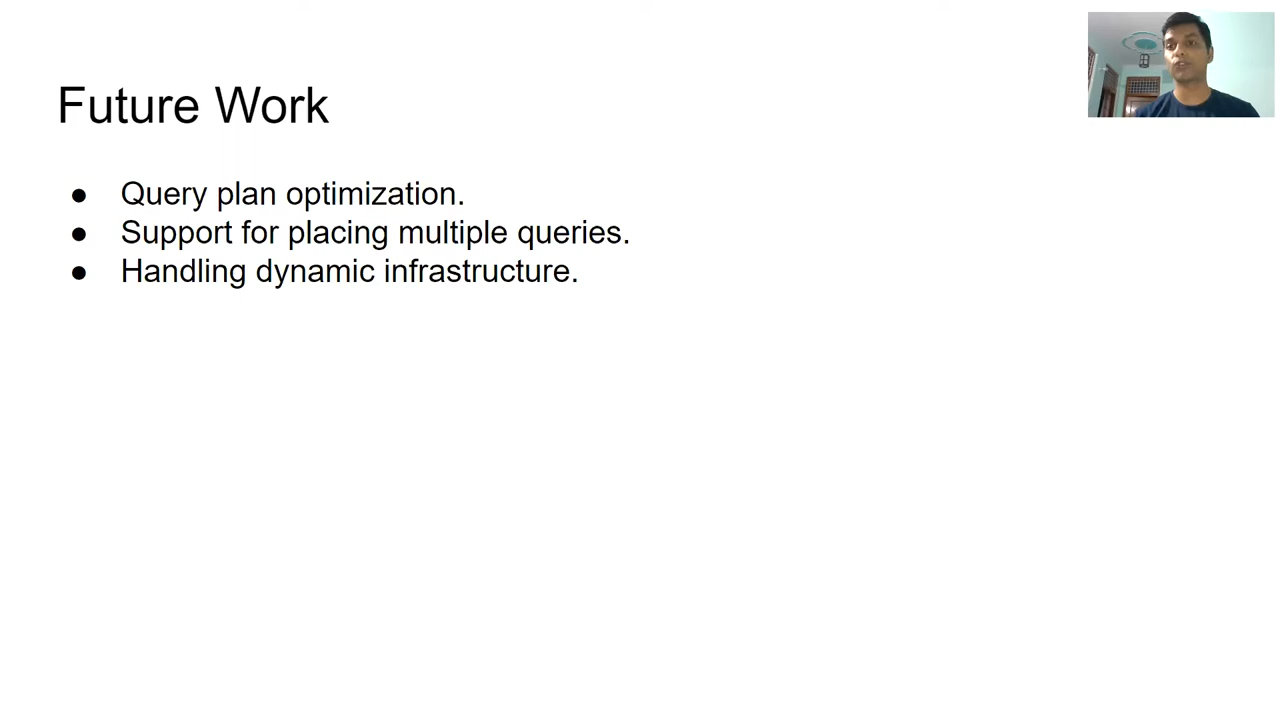 Future Work
● Query plan optimization.
● Support for placing multiple queries.
● Handling dynamic infrastructure.